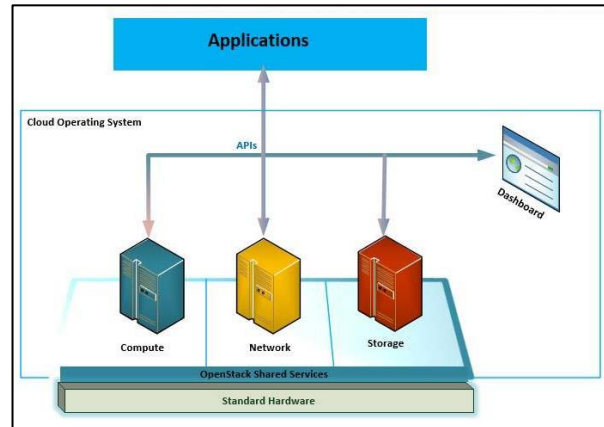 Applications
Cloud Operating System
APIs
Dashboard
Compute
Network
Storage
OpenStack Shared Services
Standard Hardware